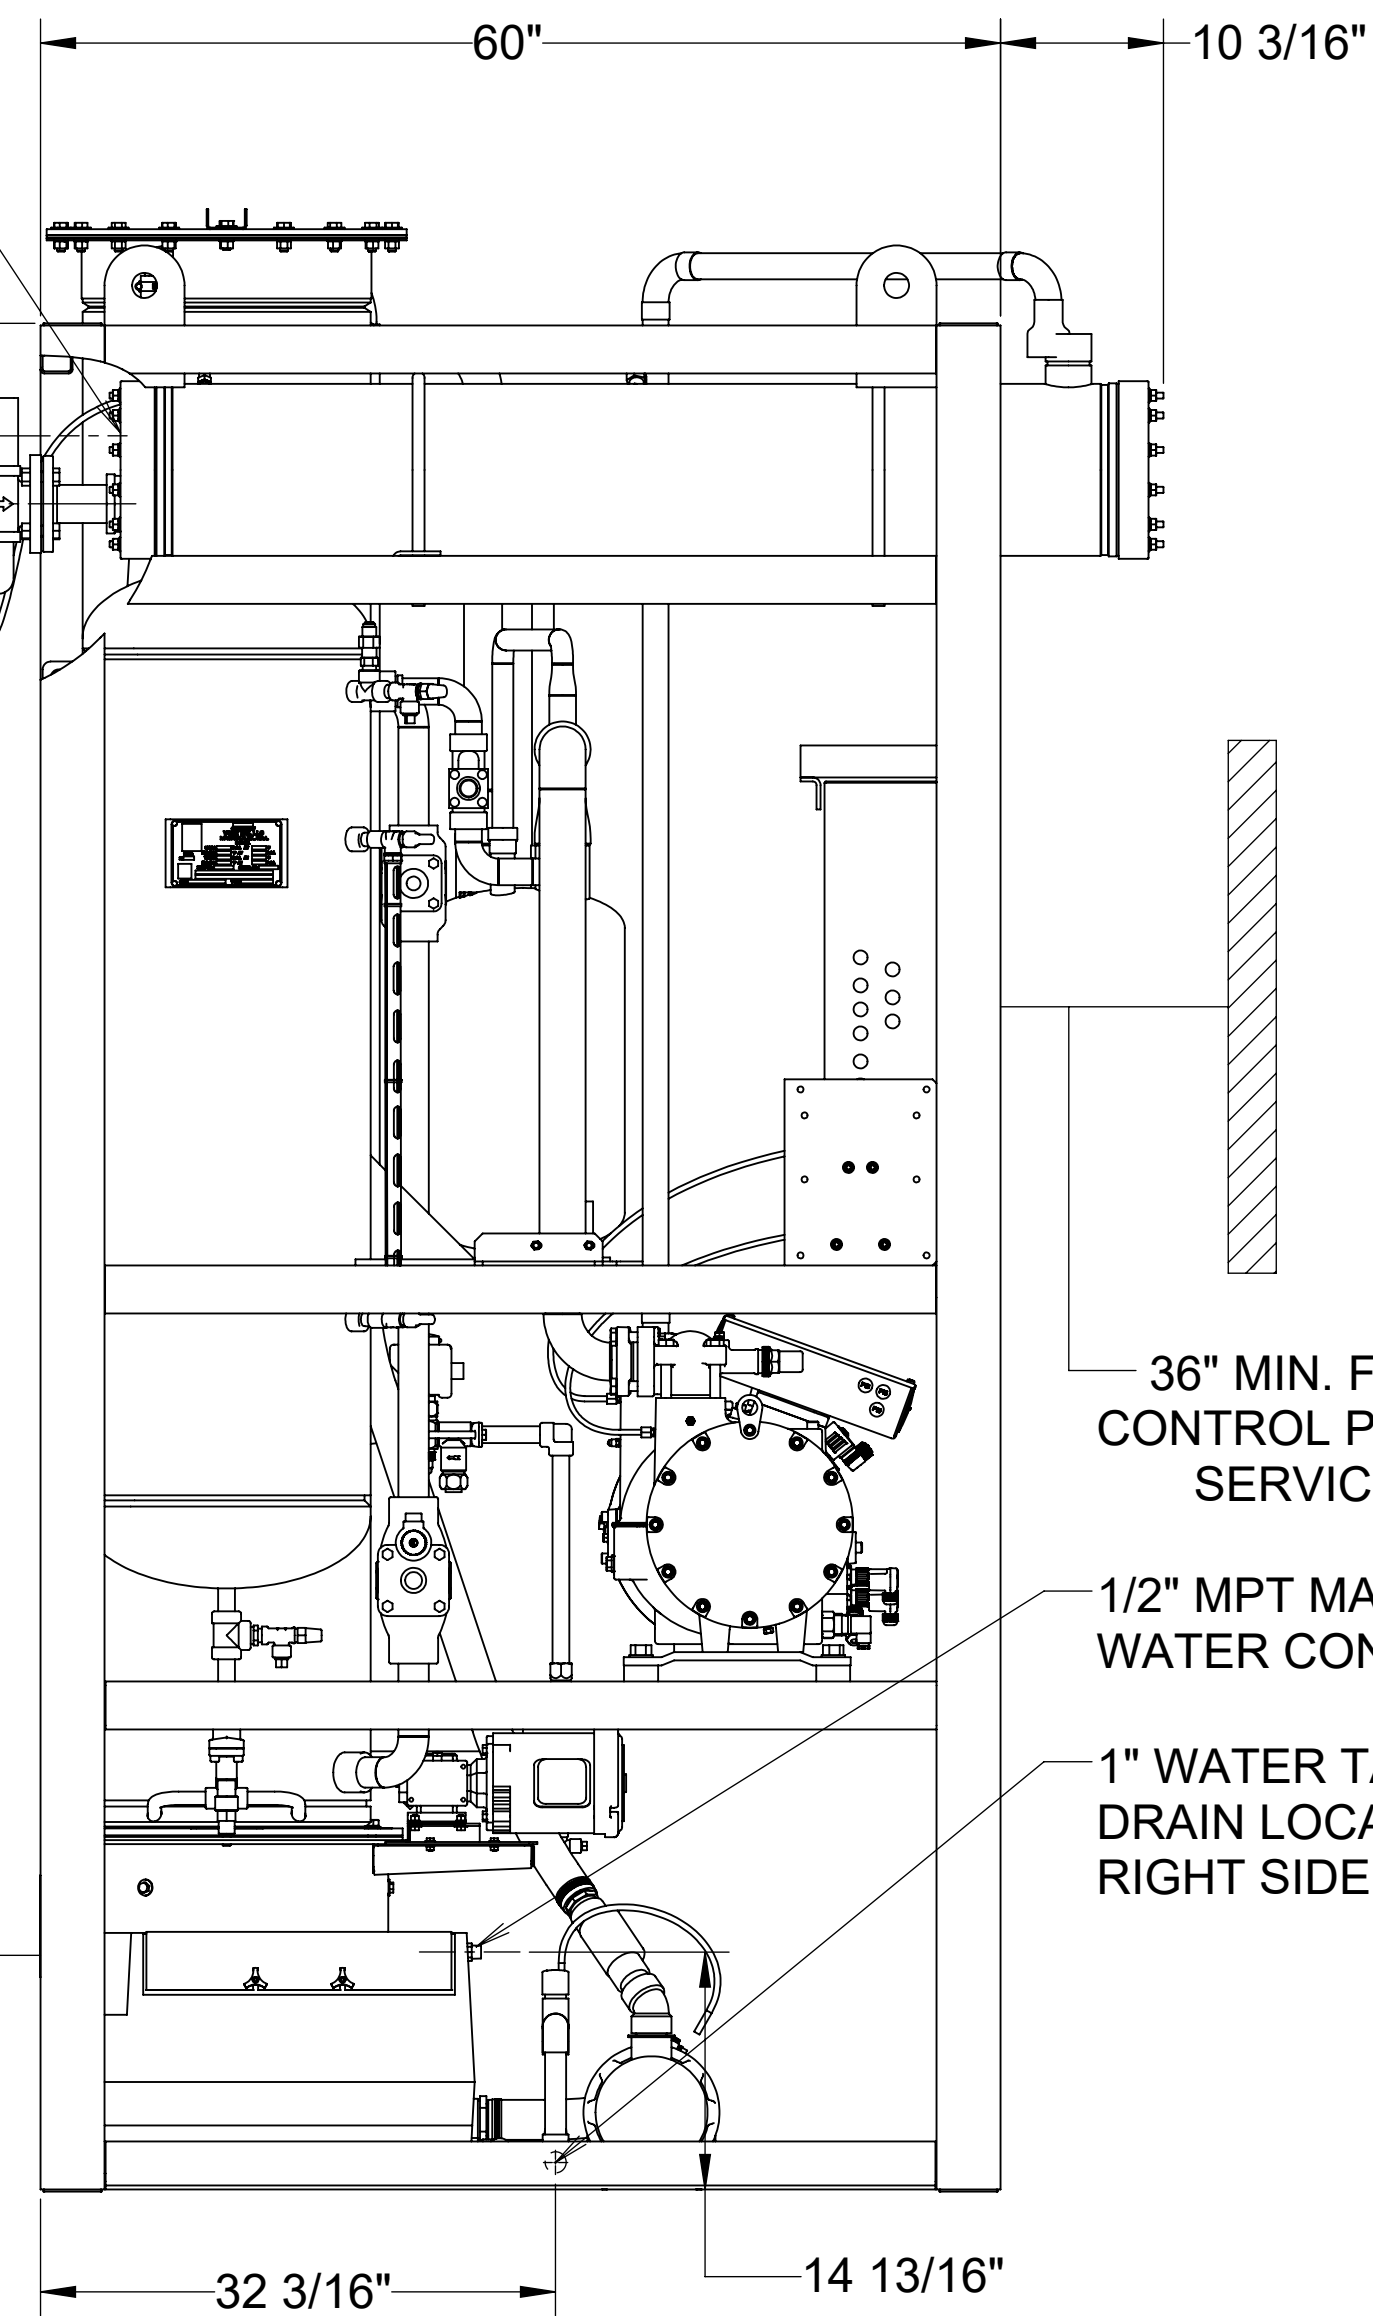 60"
10 3/16"
36" MIN. F
CONTROL P
SERVIC
1/2" MPT MA
WATER CON
1" WATER TA
DRAIN LOCA
RIGHT SIDE
14 13/16"
32 3/16"